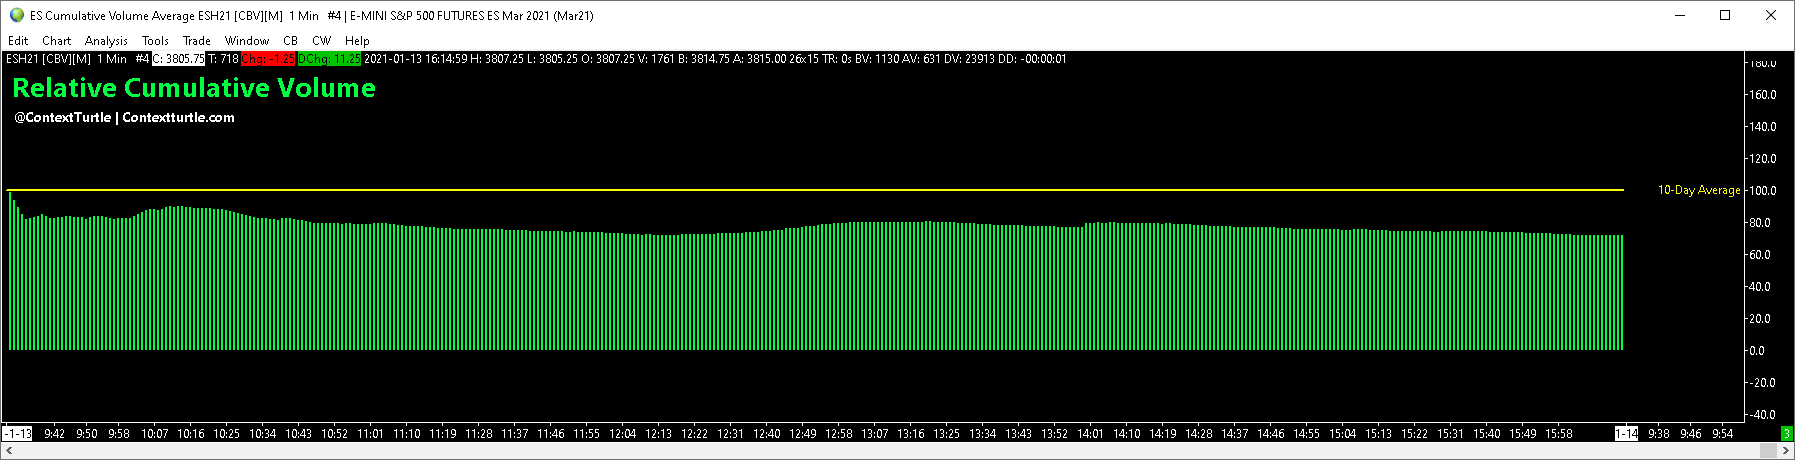 ES Cumulative Volume Average ESH21 [CBV][M] 1 Min #4 | E-MINI S&P 500 FUTURES ES Mar 2021 (Mar21)
Edit Chart Analysis Tools Trade Window CB CW Help
ESH21 [CBV][M] 1 Min #4 C: 3805.75 T: 718 Chg: -1.25 DChg: 11.25 2021-01-13 16:14:59 H: 3807.25 L: 3805.25 O: 3807.25 V: 1761 B: 3814.75 A: 3815.00 26x15 TR: 0s BV: 1130 AV: 631 DV: 23913 DD: -00:00:01
Relative Cumulative Volume
@ContextTurtle | Contextturtle.com
180.0
160.0
140.0
120.0
10-Day Average 100.0
80.0
60.0
40.0
20.0
0.0
-20.0
-40.0
-1-13 9:42 9:50 9:58 10:07 10:16 10:25 10:34 10:43 10:52 11:01 11:10 11:19 11:28 11:37 11:46 11:55 12:04 12:13 12:22 12:31 12:40 12:49 12:58 13:07 13:16 13:25 13:34 13:43 13:52 14:01 14:10 14:19 14:28 14:37 14:46 14:55 15:04 15:13 15:22 15:31 15:40 15:49 15:58 1-14 9:38 9:46 9:54 3